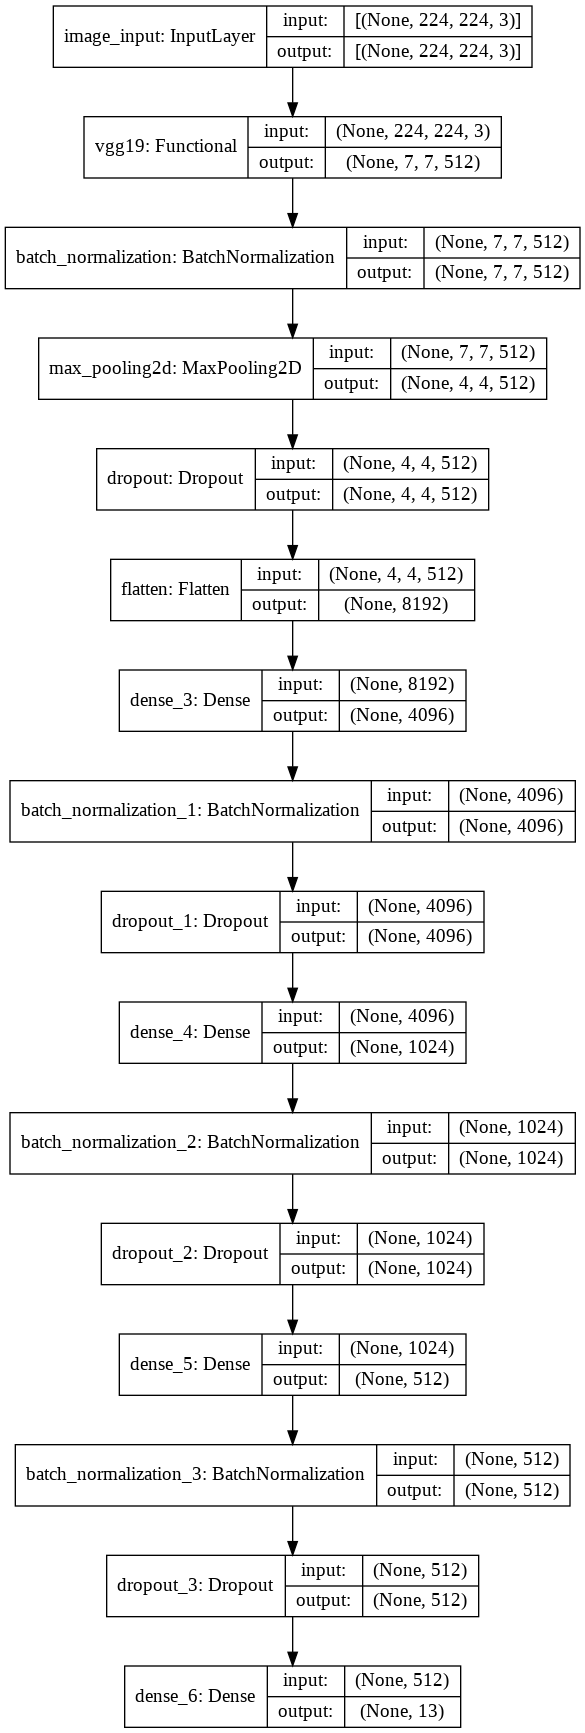 image_input: InputLayer
input: [(None, 224, 224, 3)]
output: [(None, 224, 224, 3)]
vgg19: Functional
input: (None, 224, 224, 3)
output: (None, 7, 7, 512)
batch_normalization: BatchNormalization
input: (None, 7, 7, 512)
output: (None, 7, 7, 512)
max_pooling2d: MaxPooling2D
input: (None, 7, 7, 512)
output: (None, 4, 4, 512)
dropout: Dropout
input: (None, 4, 4, 512)
output: (None, 4, 4, 512)
flatten: Flatten
input: (None, 4, 4, 512)
output: (None, 8192)
dense_3: Dense
input: (None, 8192)
output: (None, 4096)
batch_normalization_1: BatchNormalization
input: (None, 4096)
output: (None, 4096)
dropout_1: Dropout
input: (None, 4096)
output: (None, 4096)
dense_4: Dense
input: (None, 4096)
output: (None, 1024)
batch_normalization_2: BatchNormalization
input: (None, 1024)
output: (None, 1024)
dropout_2: Dropout
input: (None, 1024)
output: (None, 1024)
dense_5: Dense
input: (None, 1024)
output: (None, 512)
batch_normalization_3: BatchNormalization
input: (None, 512)
output: (None, 512)
dropout_3: Dropout
input: (None, 512)
output: (None, 512)
dense_6: Dense
input: (None, 512)
output: (None, 13)